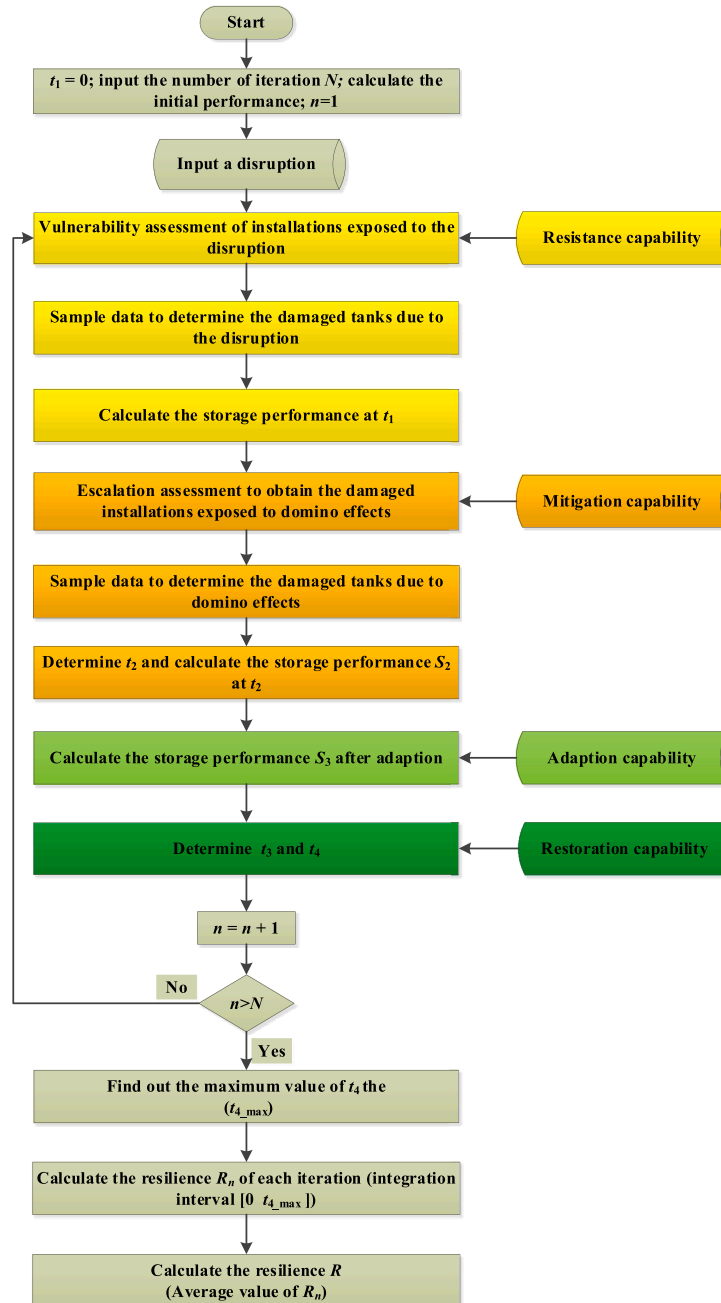 Start
t₁ = 0; input the number of iteration N; calculate the
initial performance; n=1
Input a disruption
Vulnerability assessment of installations exposed to the
disruption
Resistance capability
Sample data to determine the damaged tanks due to
the disruption
Calculate the storage performance at t₁
Escalation assessment to obtain the damaged
installations exposed to domino effects
Mitigation capability
Sample data to determine the damaged tanks due to
domino effects
Determine t₂ and calculate the storage performance S₂
at t₂
Calculate the storage performance S₃ after adaption
Adaption capability
Determine t₃ and t₄
Restoration capability
n = n + 1
No
n>N
Yes
Find out the maximum value of t₄ the
(t₄_max)
Calculate the resilience Rₙ of each iteration (integration
interval [0 t₄_max ])
Calculate the resilience R
(Average value of Rₙ)